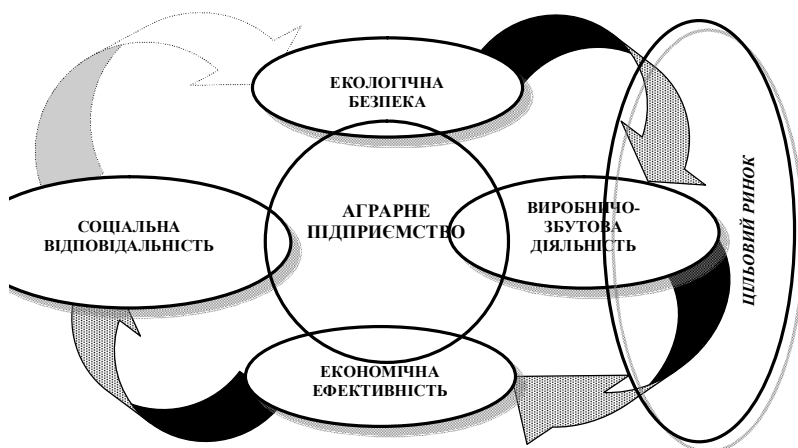 ЕКОЛОГІЧНА
БЕЗПЕКА
АГРАРНЕ
ПІДПРИЄМСТВО
СОЦІАЛЬНА
ВІДПОВІДАЛЬНІСТЬ
ВИРОБНИЧО-
ЗБУТОВА
ДІЯЛЬНІСТЬ
ЦІЛЬОВИЙ РИНОК
ЕКОНОМІЧНА
ЕФЕКТИВНІСТЬ